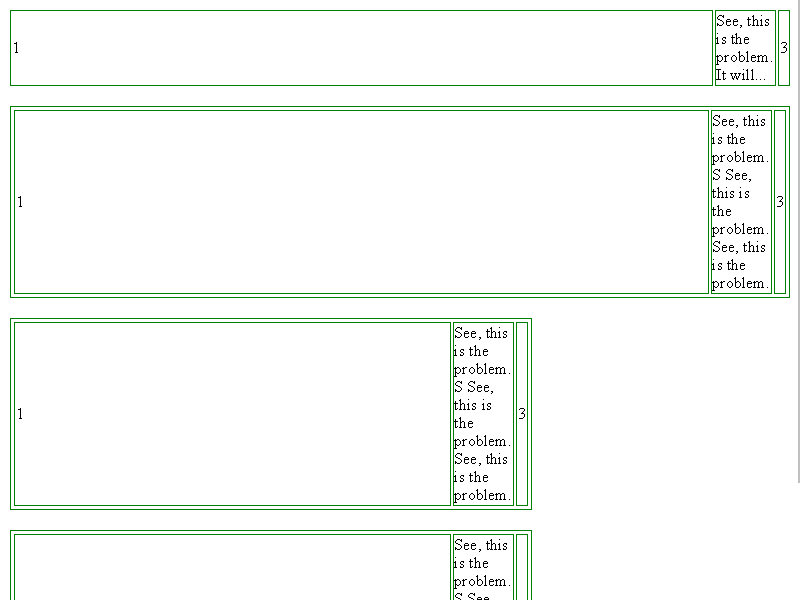 1
See, this
is the
problem.
It will...
3
1
See, this
is the
problem.
S See,
this is
the
problem.
See, this
is the
problem.
3
1
See, this
is the
problem.
S See,
this is
the
problem.
See, this
is the
problem.
3
See, this
is the
problem.
S See,